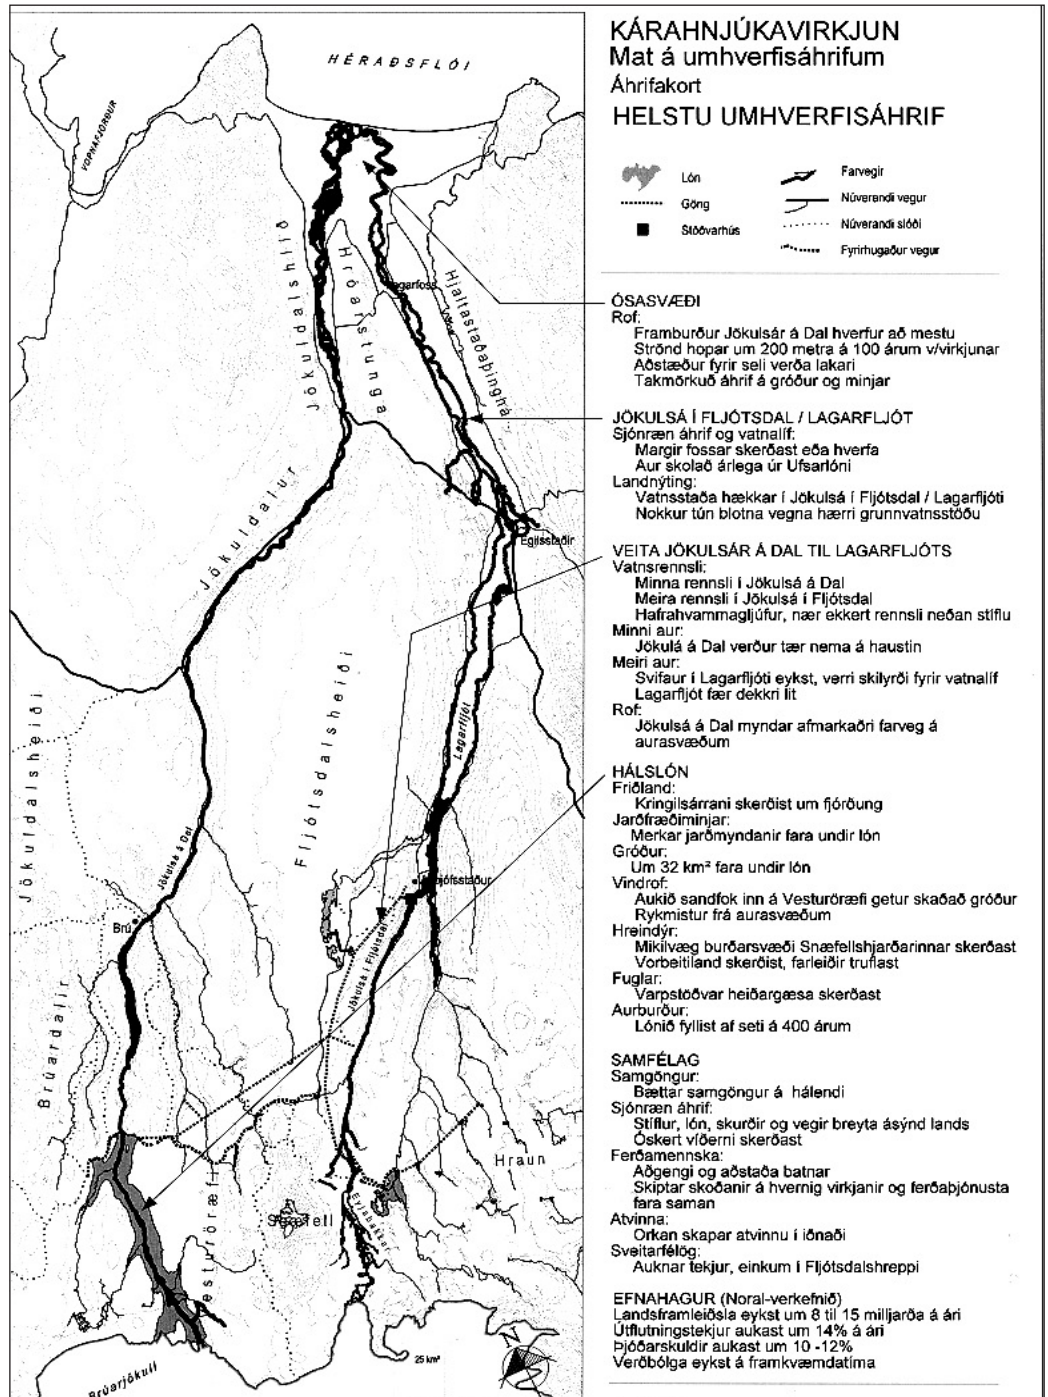 KÁRAHNJÚKAVIRKJUN
Mat á umhverfisáhrifum
Áhrifakort
HELSTU UMHVERFISÁHRIF
Lón
Göng
Stöðvarhús
Farvegir
Núverandi vegur
Núverandi slóði
Fyrirhugaður vegur
ÓSASVÆÐI
Rof:
Framburður Jökulsár á Dal hverfur að mestu
Strönd hopar um 200 metra á 100 árum v/virkjunar
Aðstæður fyrir seli verða lakari
Takmörkuð áhrif á gróður og minjar
JÖKULSÁ Í FLJÓTSDAL / LAGARFLJÓT
Sjónræn áhrif og vatnalíf:
Margir fossar skerðast eða hverfa
Aur skolað árlega úr Ufsarlóni
Landnýting:
Vatnsstaða hækkar í Jökulsá í Fljótsdal / Lagarfljóti
Nokkur tún blotna vegna hærri grunnvatnsstöðu
VEITA JÖKULSÁR Á DAL TIL LAGARFLJÓTS
Vatnsrennsli:
Minna rennsli í Jökulsá á Dal
Meira rennsli í Jökulsá í Fljótsdal
Hafrahvammagljúfur, nær ekkert rennsli neðan stíflu
Minni aur:
Jökulá á Dal verður tær nema á haustin
Meiri aur:
Svifaur í Lagarfljóti eykst, verri skilyrði fyrir vatnalíf
Lagarfljót fær dekkri lit
Rof:
Jökulsá á Dal myndar afmarkaðri farveg á
aurasvæðum
HÁLSLÓN
Friðland:
Kringilsárrani skerðist um fjórðung
Jarðfræðiminjar:
Merkar jarðmyndanir fara undir lón
Gróður:
Um 32 km² fara undir lón
Vindrof:
Aukið sandfok inn á Vesturöræfi getur skaðað gróður
Rykmistur frá aurasvæðum
Hreindýr:
Mikilvæg burðarsvæði Snæfellshjarðarinnar skerðast
Vorbeitiland skerðist, farleiðir truflast
Fuglar:
Varpstöðvar heiðargæsa skerðast
Aurburður:
Lónið fyllist af seti á 400 árum
SAMFÉLAG
Samgöngur:
Bættar samgöngur á hálendi
Sjónræn áhrif:
Stíflur, lón, skurðir og vegir breyta ásýnd lands
Óskert víðerni skerðast
Ferðamennska:
Aðgengi og aðstaða batnar
Skiptar skoðanir á hvernig virkjanir og ferðaþjónusta
fara saman
Atvinna:
Orkan skapar atvinnu í iðnaði
Sveitarfélög:
Auknar tekjur, einkum í Fljótsdalshreppi
EFNAHAGUR (Noral-verkefnið)
Landsframleiðsla eykst um 8 til 15 milljarða á ári
Útflutningstekjur aukast um 14% á ári
Þjóðarskuldir aukast um 10 -12%
Verðbólga eykst á framkvæmdatíma
HÉRAÐSFLÓI
VOPNAFJÖRÐUR
Jökuldalshlíð
Hróarstunga
Hjaltastaðaþinghá
Lagarfoss
Jökuldalur
Egilsstaðir
Jökuldalsheiði
Fljótsdalsheiði
Lagarfljót
Jökulsá á Dal
Brú
Jökulsá í Fljótsdal
Brúardalir
Hraun
Snæfell
Vesturöræfi
Eyjabakkar
Brúarjökull
25 km²
N